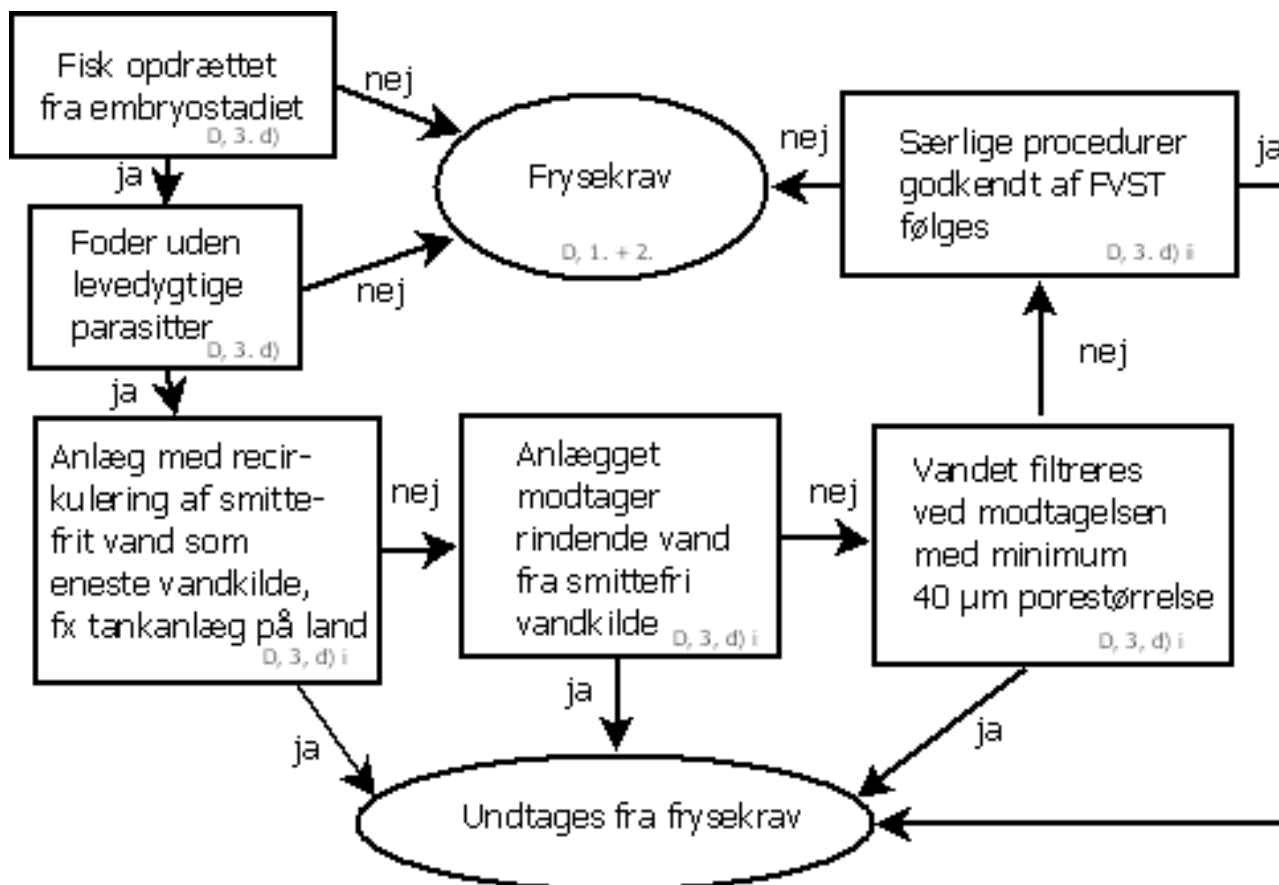 Fisk opdrættet
fra embryostadiet
D, 3. d)
nej
ja
Foder uden
levedygtige
parasitter
D, 3. d)
nej
ja
Frysekrav
D, 1. + 2.
nej
Særlige procedurer
godkendt af FVST
følges
D, 3. d) ii
ja
nej
Anlæg med recir-
kulering af smitte-
frit vand som
eneste vandkilde,
fx tankanlæg på land
D, 3, d) i
nej
ja
Anlægget
modtager
rindende vand
fra smittefri
vandkilde
D, 3, d) i
nej
ja
Vandet filtreres
ved modtagelsen
med minimum
40 µm porestørrelse
D, 3, d) i
ja
Undtages fra frysekrav